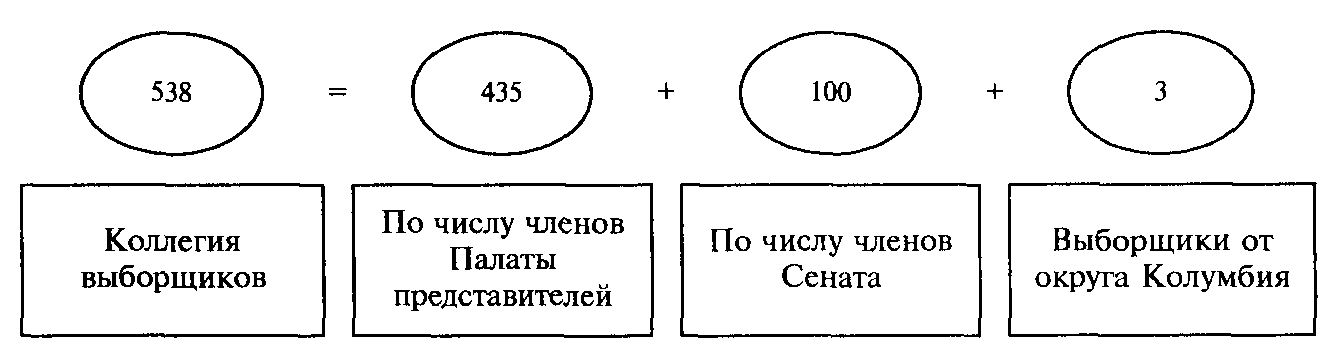 538 = 435 + 100 + 3
Коллегия
выборщиков
По числу членов
Палаты
представителей
По числу членов
Сената
Выборщики от
округа Колумбия